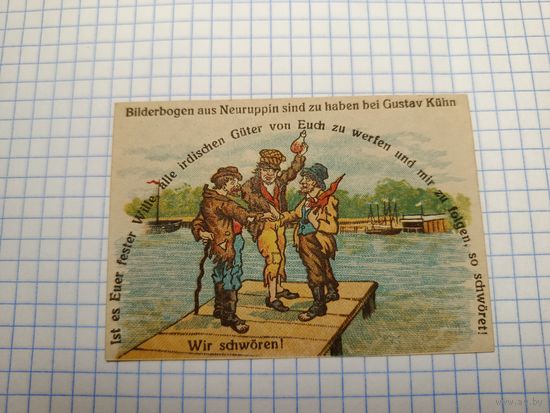 Bilderbogen aus Neuruppin sind zu haben bei Gustav Kühn
Ist es Euer fester Wille alle irdischen Güter von Euch zu werfen und mir zu folgen, so schwöret!
Wir schwören!